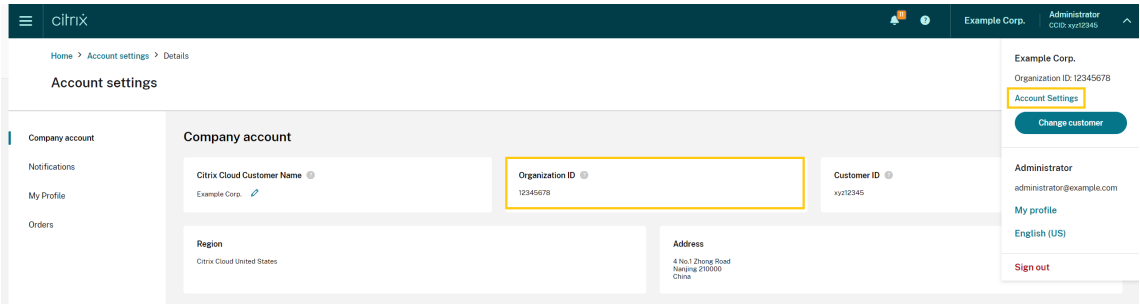 citrix
11
?
Example Corp.
Administrator
CCID: xyz12345
Home > Account settings > Details
Account settings
Example Corp.
Organization ID: 12345678
Account Settings
Change customer
Administrator
administrator@example.com
My profile
English (US)
Sign out
Company account
Notifications
My Profile
Orders
Company account
Citrix Cloud Customer Name ?
Example Corp.
Organization ID ?
12345678
Customer ID ?
xyz12345
Region
Citrix Cloud United States
Address
4 No.1 Zhong Road
Nanjing 210000
China